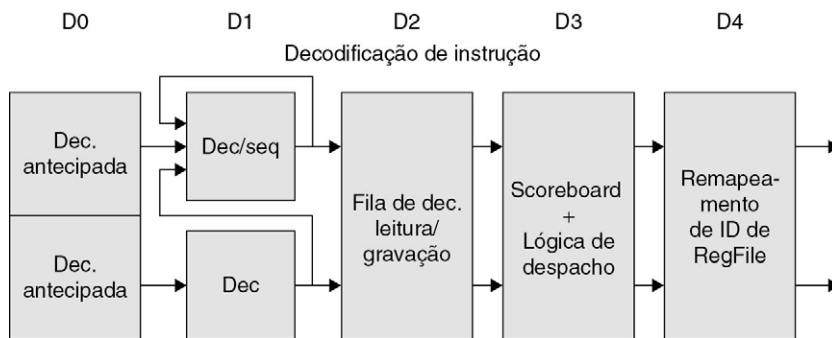 D0 D1 D2 D3 D4
Decodificação de instrução
Dec.
antecipada
Dec/seq
Dec.
antecipada
Dec
Fila de dec.
leitura/
gravação
Scoreboard
+
Lógica de
despacho
Remapea-
mento
de ID de
RegFile